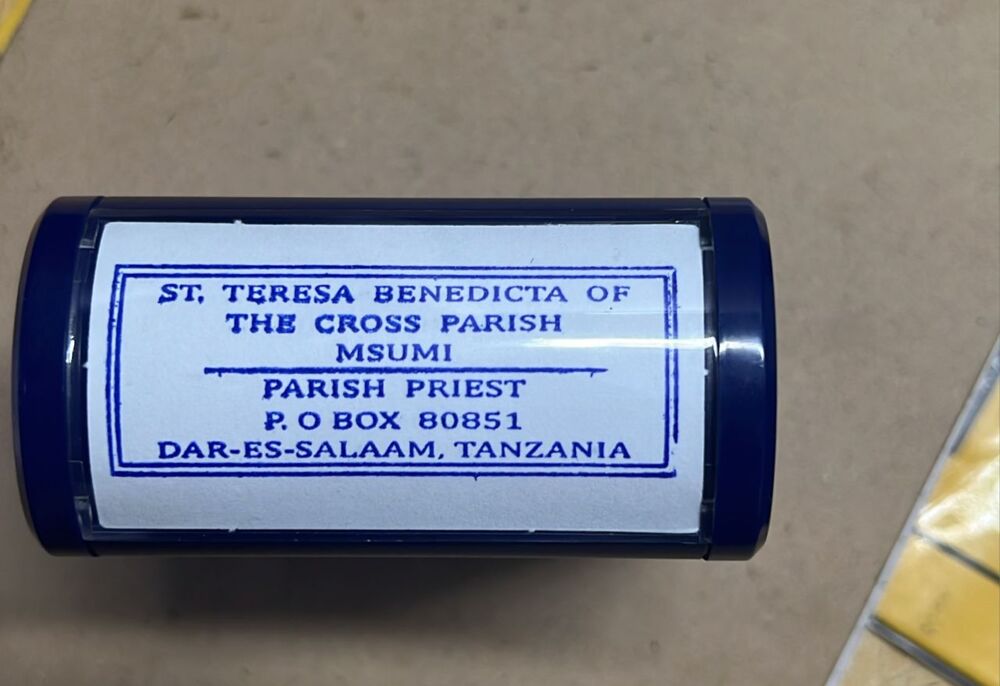 ST. TERESA BENEDICTA OF
THE CROSS PARISH
MSUMI
PARISH PRIEST
P. O BOX 80851
DAR-ES-SALAAM, TANZANIA